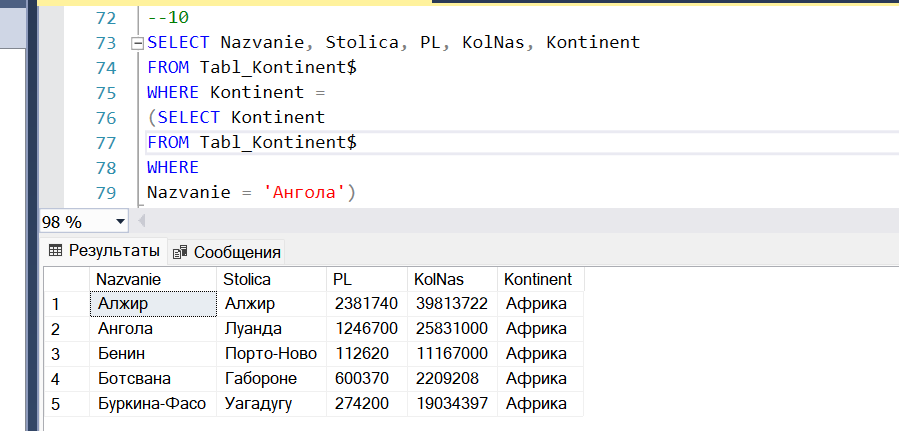 72 --10
73 SELECT Nazvanie, Stolica, PL, KolNas, Kontinent
74 FROM Tabl_Kontinent$
75 WHERE Kontinent =
76 (SELECT Kontinent
77 FROM Tabl_Kontinent$
78 WHERE
79 Nazvanie = 'Ангола')
98 %
Результаты Сообщения
Nazvanie Stolica PL KolNas Kontinent
1 Алжир Алжир 2381740 39813722 Африка
2 Ангола Луанда 1246700 25831000 Африка
3 Бенин Порто-Ново 112620 11167000 Африка
4 Ботсвана Габороне 600370 2209208 Африка
5 Буркина-Фасо Уагадугу 274200 19034397 Африка